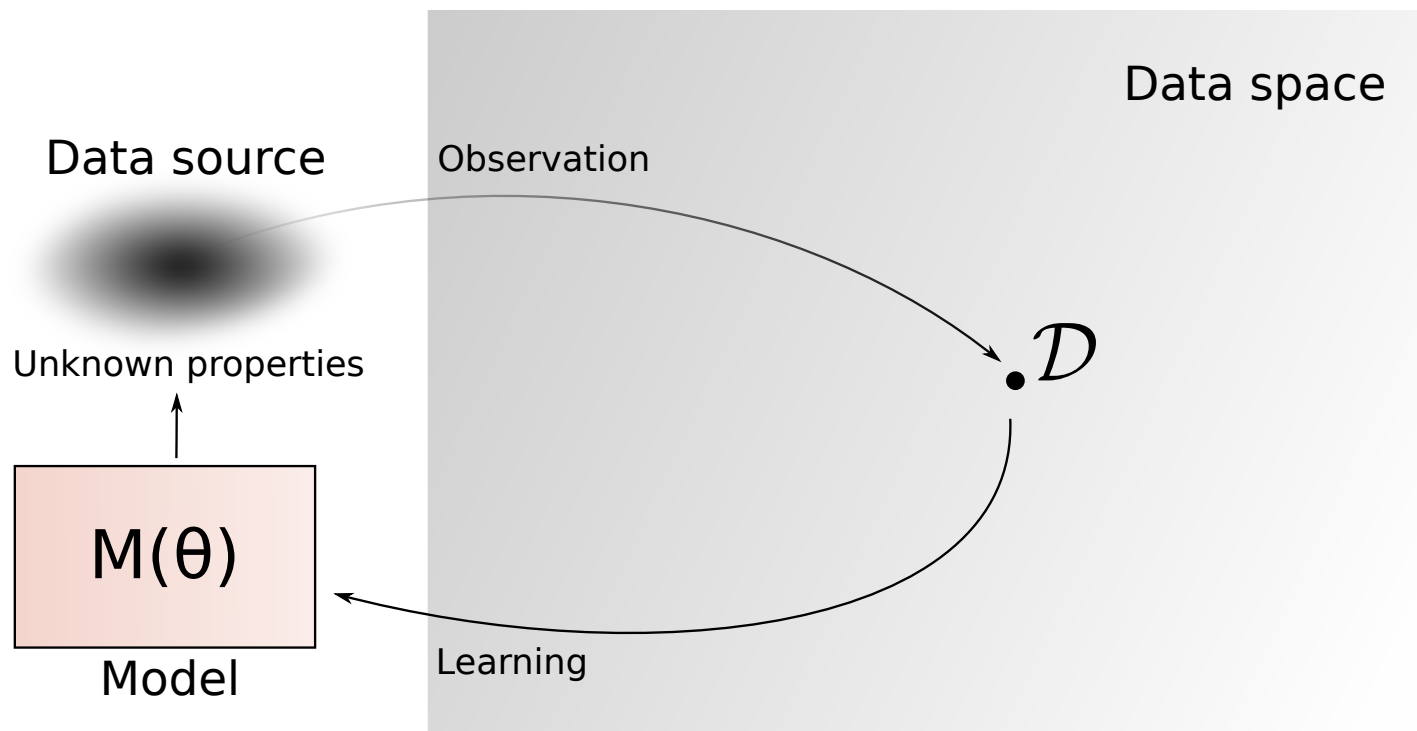 Data space
Data source
Observation
𝒟
Unknown properties
M(θ)
Learning
Model